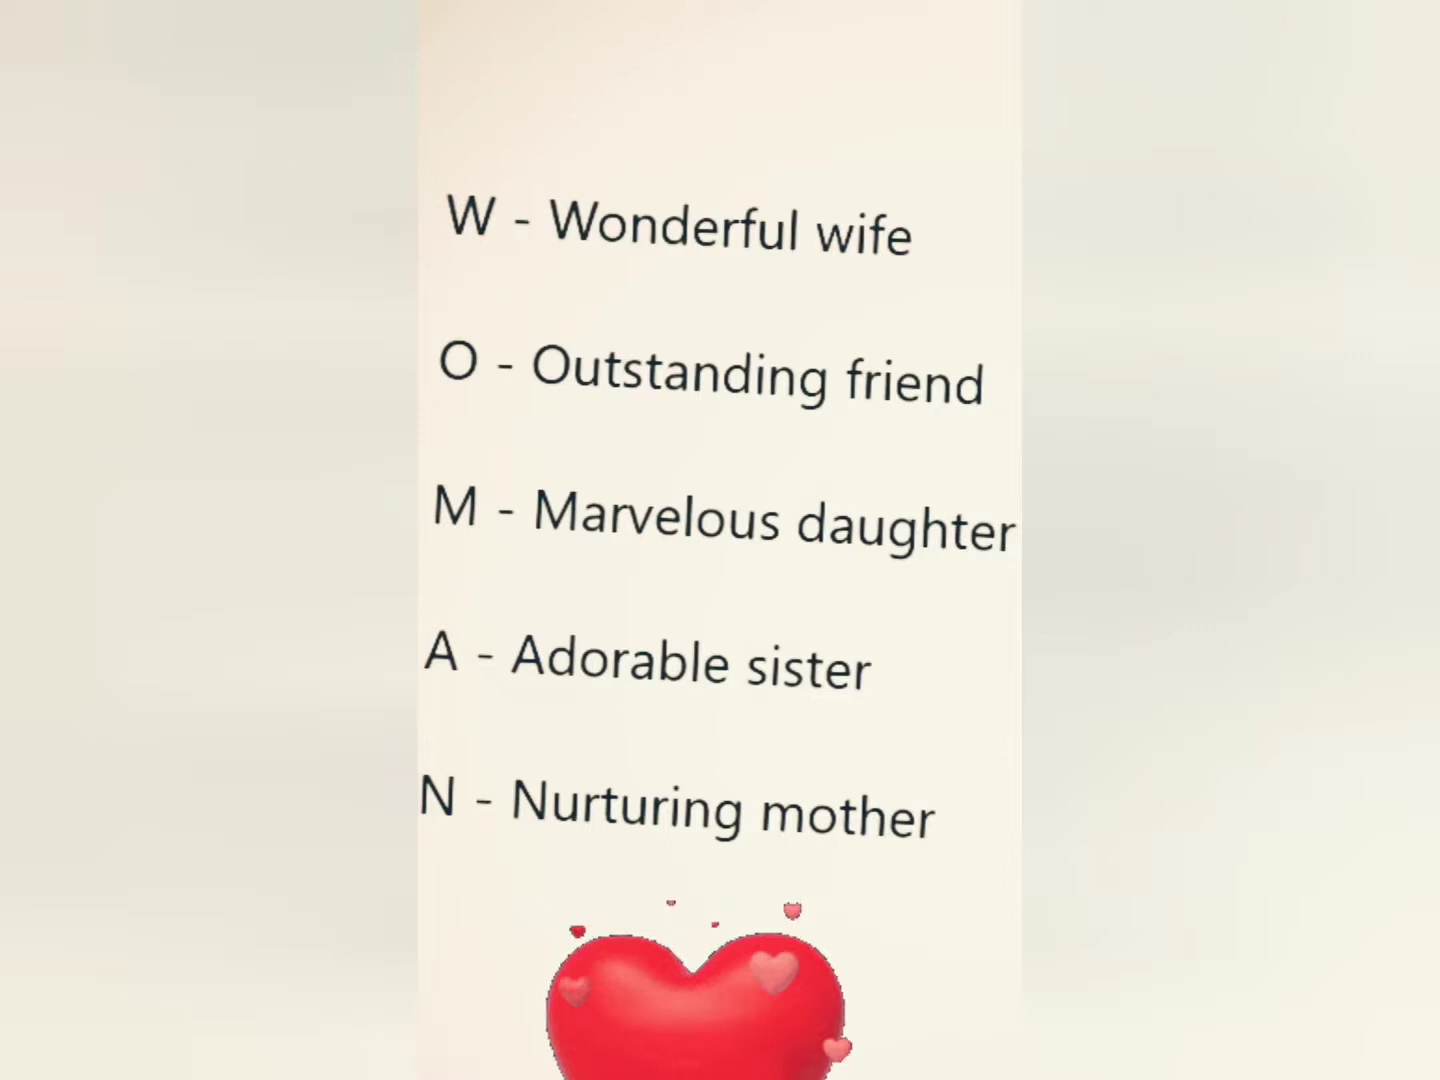 W - Wonderful wife
O - Outstanding friend
M - Marvelous daughter
A - Adorable sister
N - Nurturing mother